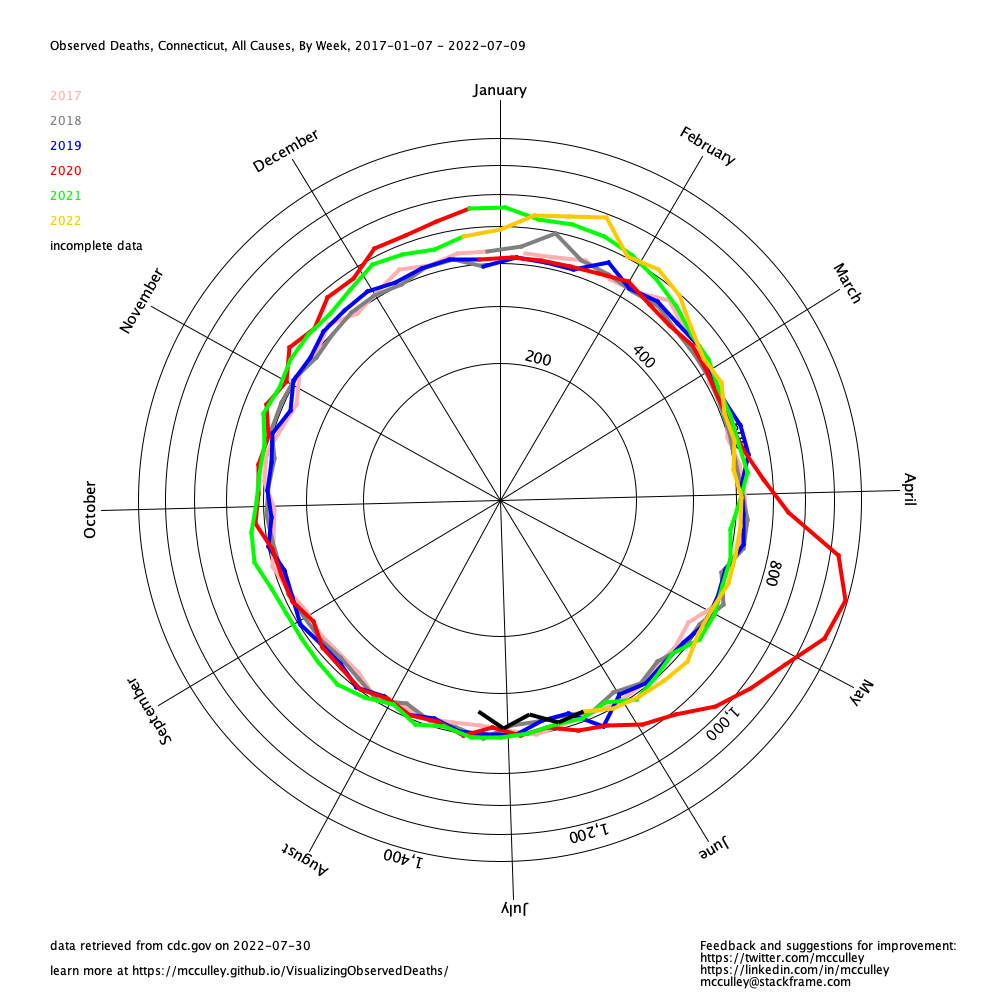 Observed Deaths, Connecticut, All Causes, By Week, 2017-01-07 - 2022-07-09
2017
2018
2019
2020
2021
2022
incomplete data
January
February
March
April
May
June
July
August
September
October
November
December
200
400
800
1,000
1,200
1,400
data retrieved from cdc.gov on 2022-07-30
learn more at https://mcculley.github.io/VisualizingObservedDeaths/
Feedback and suggestions for improvement:
https://twitter.com/mcculley
https://linkedin.com/in/mcculley
mcculley@stackframe.com